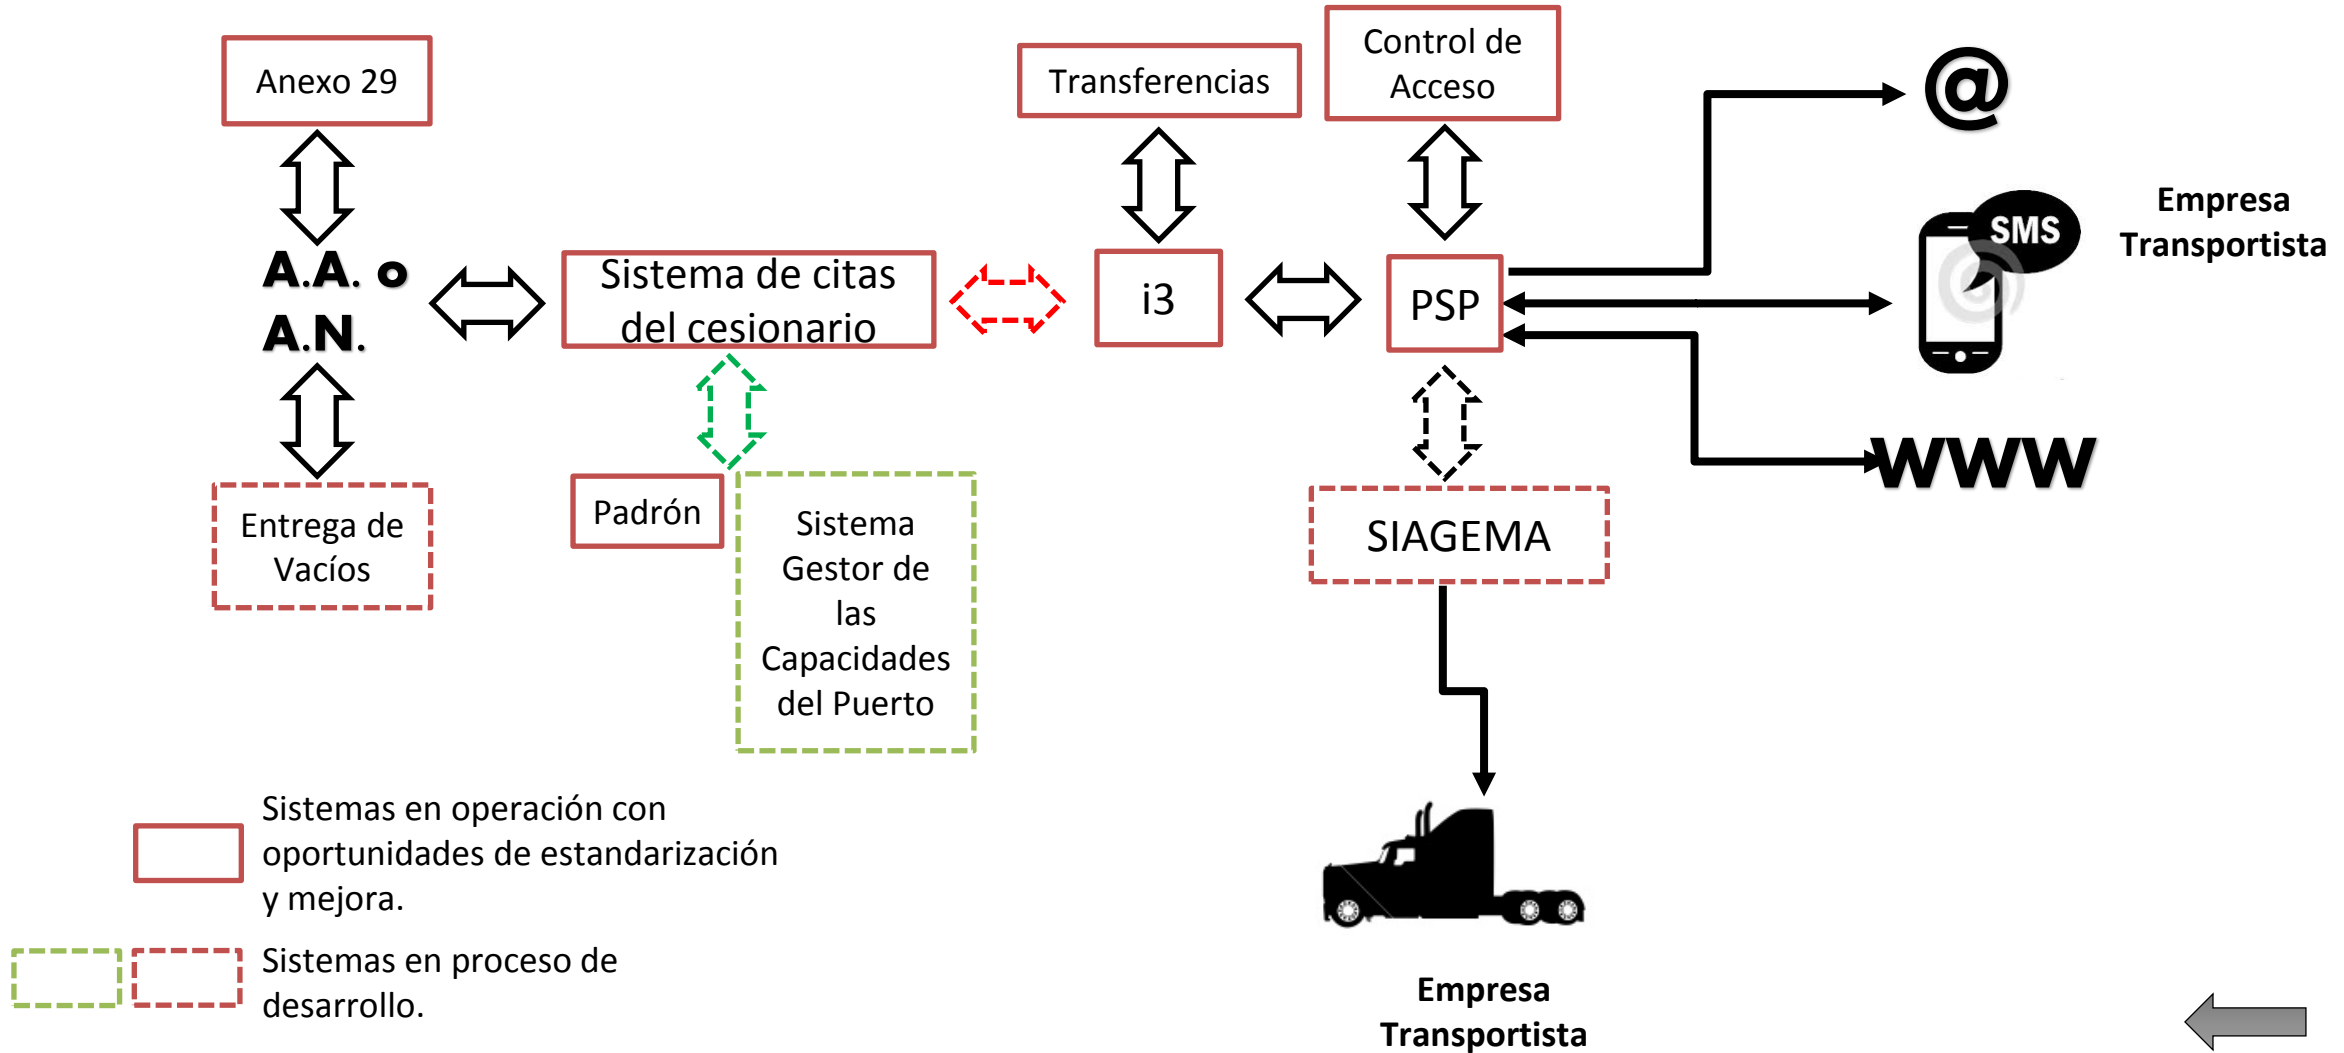 Anexo 29
Transferencias
Control de
Acceso
@
SMS
Empresa
Transportista
A.A. o
A.N.
Sistema de citas
del cesionario
i3
PSP
WWW
Entrega de
Vacíos
Padrón
Sistema
Gestor de
las
Capacidades
del Puerto
SIAGEMA
Sistemas en operación con
oportunidades de estandarización
y mejora.
Sistemas en proceso de
desarrollo.
Empresa
Transportista